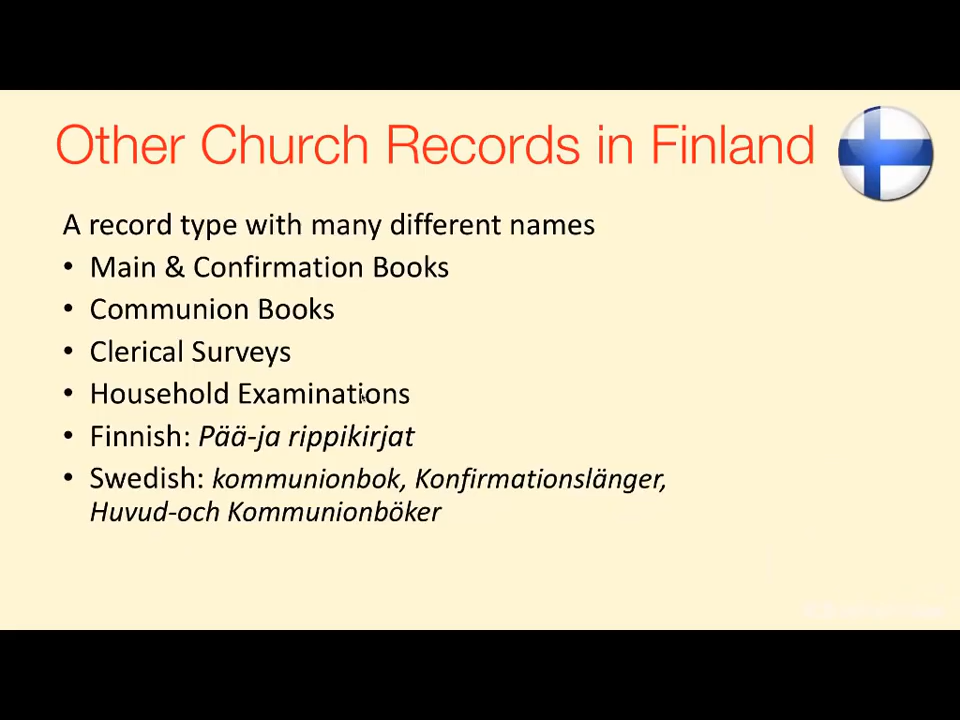 Other Church Records in Finland
A record type with many different names
• Main & Confirmation Books
• Communion Books
• Clerical Surveys
• Household Examinations
• Finnish: Pää-ja rippikirjat
• Swedish: kommunionbok, Konfirmationslänger,
Huvud-och Kommunionböker